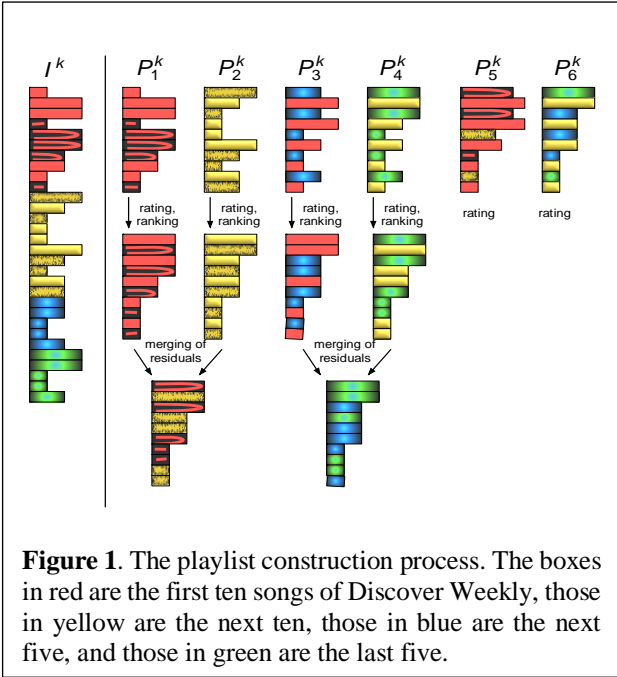 I^k P_1^k P_2^k P_3^k P_4^k P_5^k P_6^k
rating, rating, rating, rating, rating rating
ranking ranking ranking ranking
merging of merging of
residuals residuals
Figure 1. The playlist construction process. The boxes
in red are the first ten songs of Discover Weekly, those
in yellow are the next ten, those in blue are the next
five, and those in green are the last five.